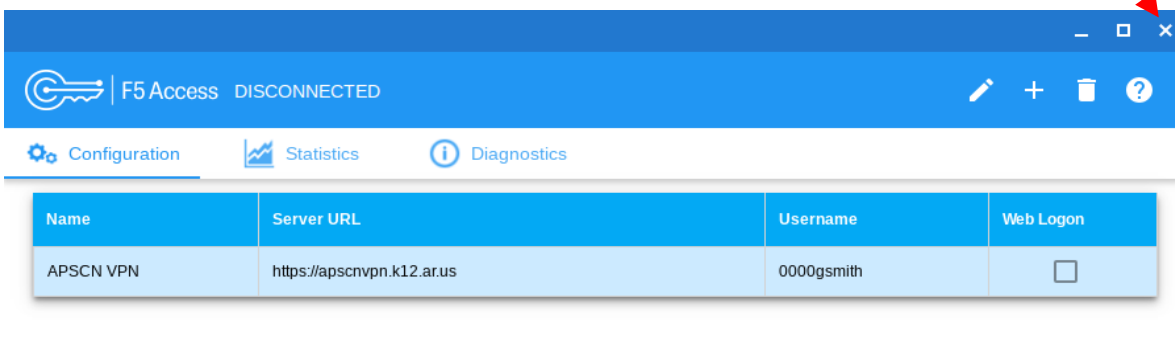 F5 Access DISCONNECTED
Configuration Statistics Diagnostics
Name Server URL Username Web Logon
APSCN VPN https://apscnvpn.k12.ar.us 0000gsmith